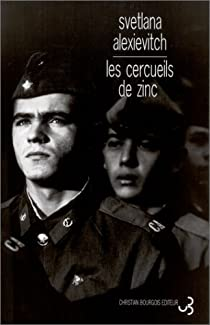 svetlana
alexievitch
les cercueils
de zinc
CHRISTIAN BOURGOIS EDITEUR